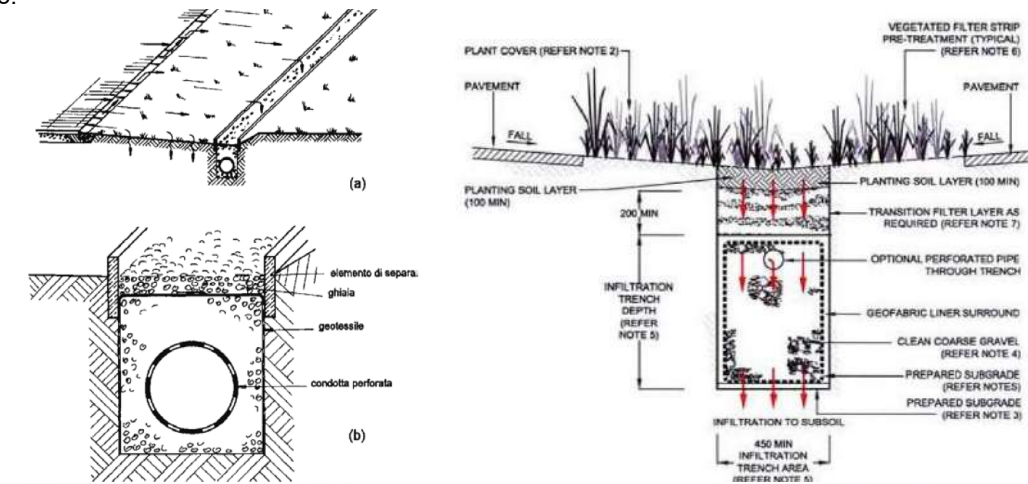 (a)
elemento di separa.
ghiaia
geotessile
condotta perforata
(b)
PLANT COVER (REFER NOTE 2)
VEGETATED FILTER STRIP
PRE-TREATMENT (TYPICAL)
(REFER NOTE 6)
PAVEMENT
PAVEMENT
FALL
FALL
PLANTING SOIL LAYER
(100 MIN)
PLANTING SOIL LAYER (100 MIN)
200 MIN
TRANSITION FILTER LAYER AS
REQUIRED (REFER NOTE 7)
OPTIONAL PERFORATED PIPE
THROUGH TRENCH
INFILTRATION
TRENCH
DEPTH
(REFER
NOTE 5)
GEOFABRIC LINER SURROUND
CLEAN COARSE GRAVEL
(REFER NOTE 4)
PREPARED SUBGRADE
(REFER NOTES)
PREPARED SUBGRADE
(REFER NOTE 3)
INFILTRATION TO SUBSOIL
450 MIN
INFILTRATION
TRENCH AREA
(REFER NOTE 5)